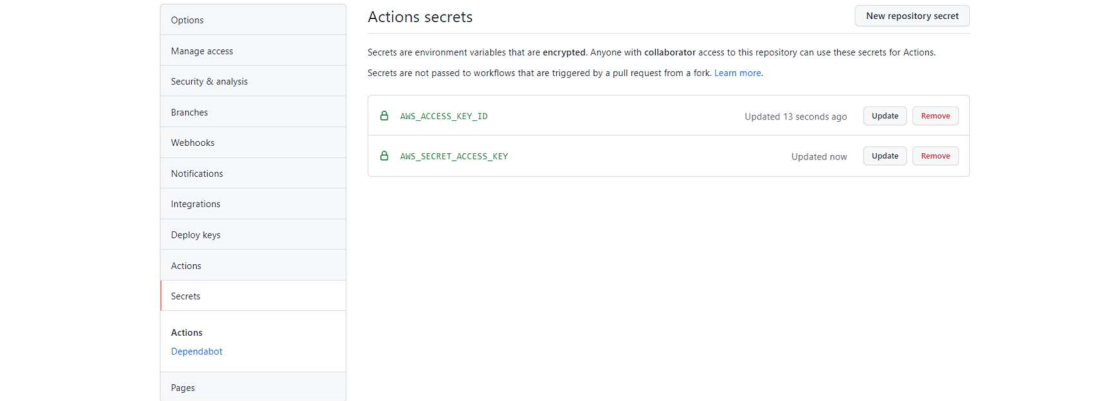 Options
Manage access
Security & analysis
Branches
Webhooks
Notifications
Integrations
Deploy keys
Actions
Secrets
Actions
Dependabot
Pages
Actions secrets
New repository secret
Secrets are environment variables that are encrypted. Anyone with collaborator access to this repository can use these secrets for Actions.
Secrets are not passed to workflows that are triggered by a pull request from a fork. Learn more.
AWS_ACCESS_KEY_ID Updated 13 seconds ago Update Remove
AWS_SECRET_ACCESS_KEY Updated now Update Remove